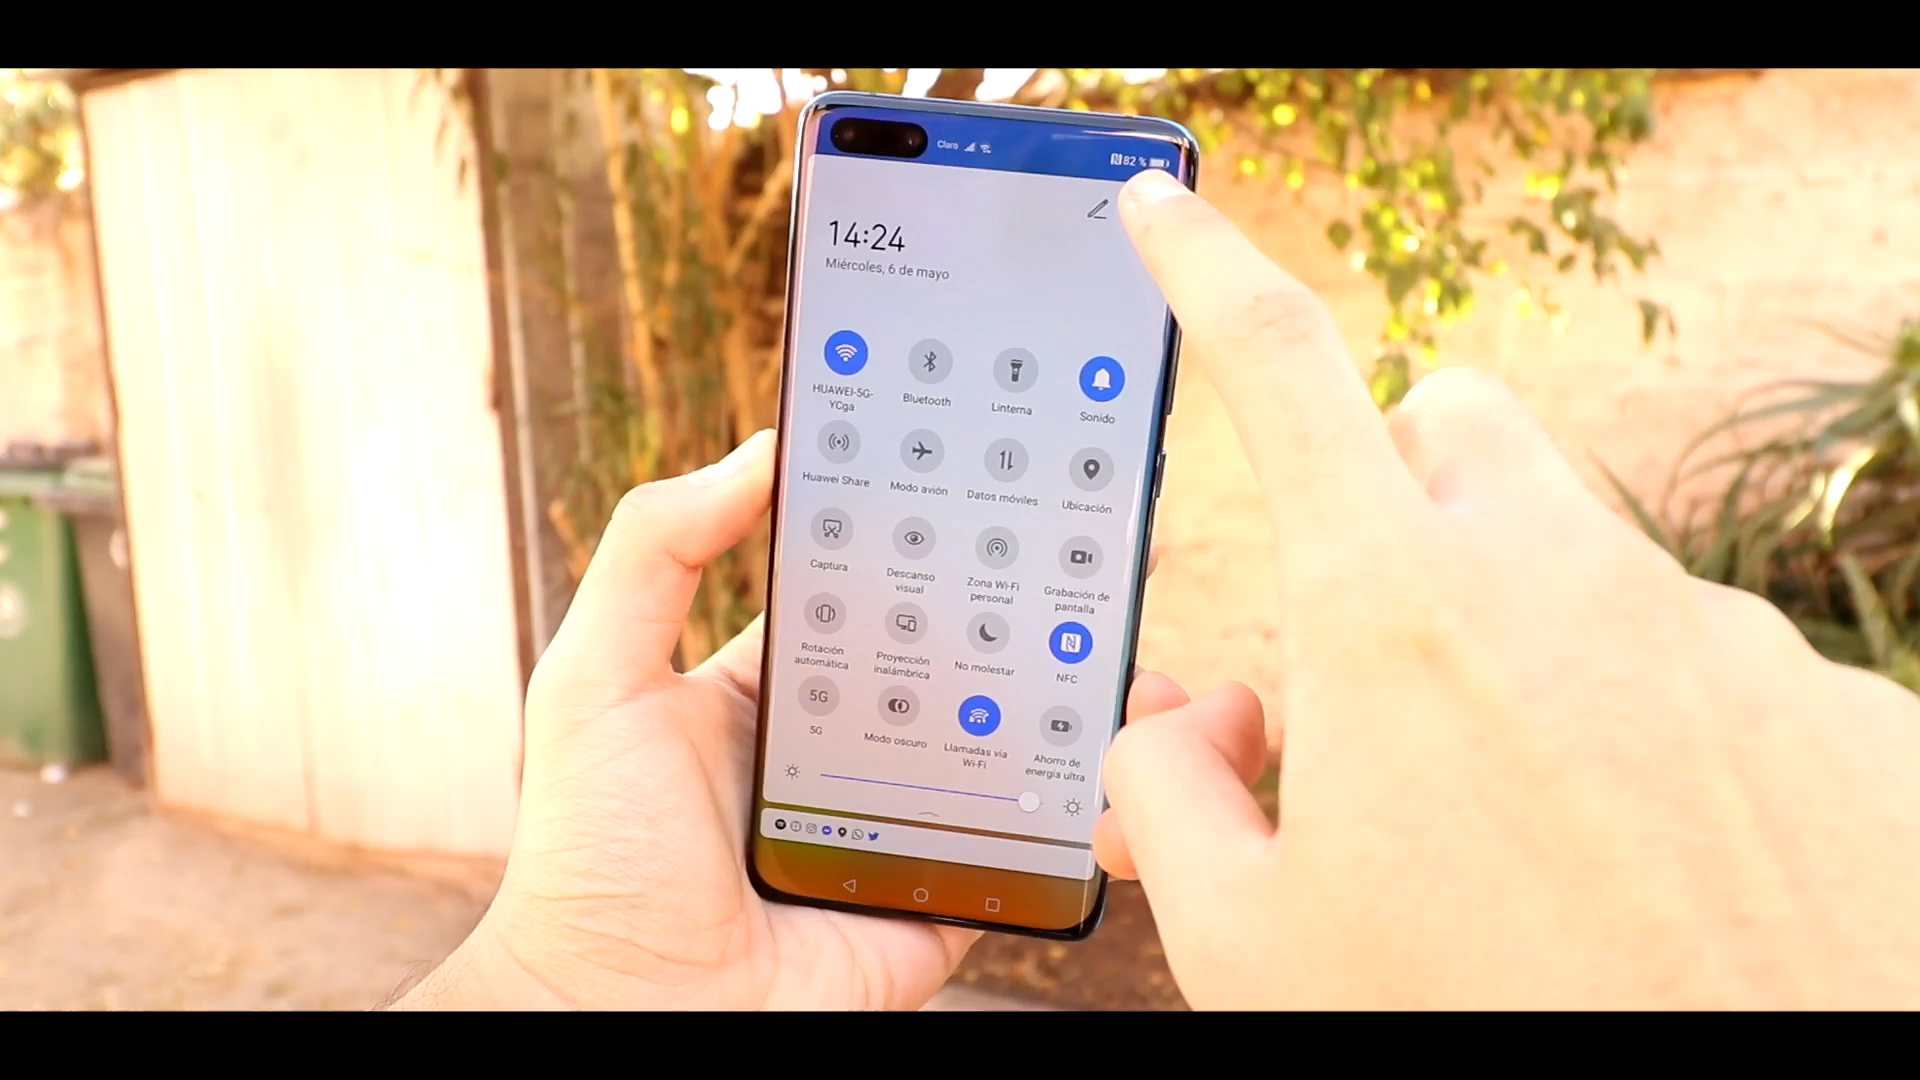 Claro
82 %
14:24
Miércoles, 6 de mayo
HUAWEI-5G-
YCga
Bluetooth
Linterna
Sonido
Huawei Share
Modo avión
Datos móviles
Ubicación
Captura
Descanso
visual
Zona Wi-Fi
personal
Grabación de
pantalla
Rotación
automática
Proyección
inalámbrica
No molestar
NFC
5G
5G
Modo oscuro
Llamadas vía
Wi-Fi
Ahorro de
energía ultra